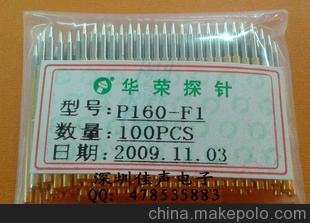 华荣探针
型号:P160-F1
数量:100PCS
日期:2009.11.03
深圳佳声电子
QQ: 478535883
china.makepolo.com